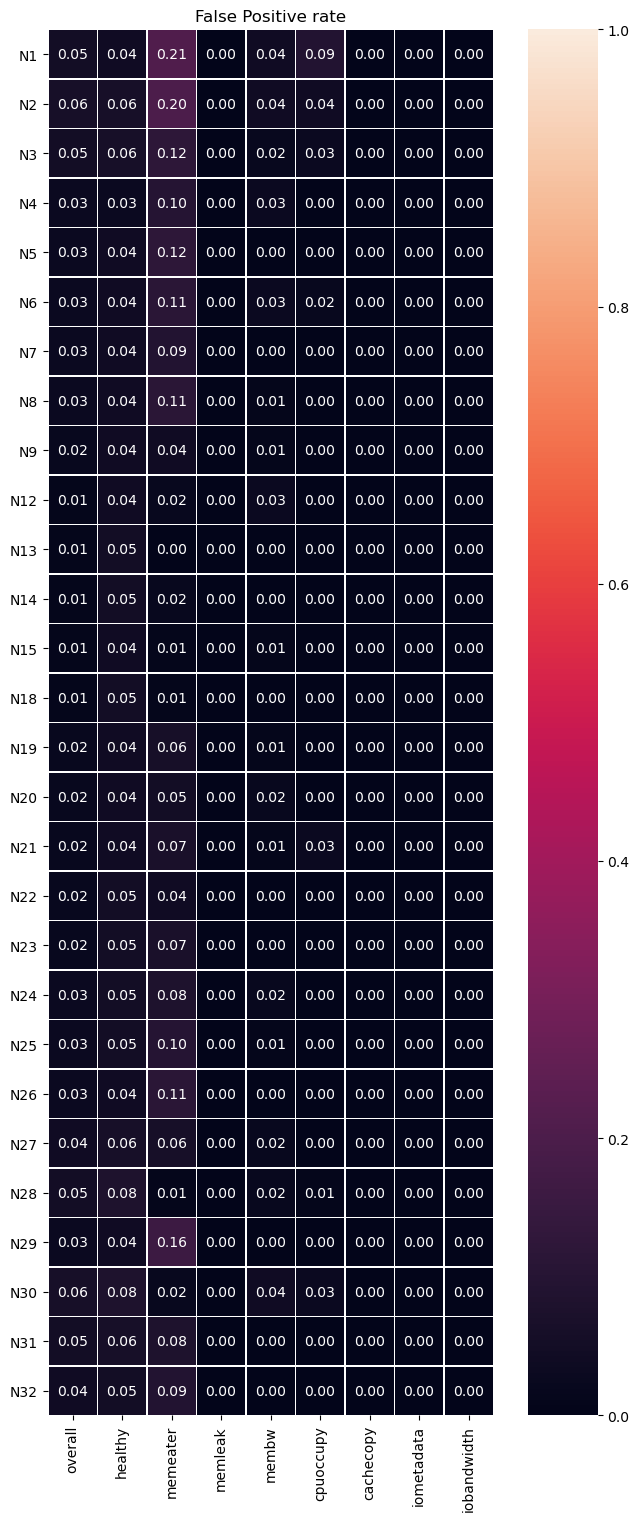 False Positive rate
N1 0.05 0.04 0.21 0.00 0.04 0.09 0.00 0.00 0.00
N2 0.06 0.06 0.20 0.00 0.04 0.04 0.00 0.00 0.00
N3 0.05 0.06 0.12 0.00 0.02 0.03 0.00 0.00 0.00
N4 0.03 0.03 0.10 0.00 0.03 0.00 0.00 0.00 0.00
N5 0.03 0.04 0.12 0.00 0.00 0.00 0.00 0.00 0.00
N6 0.03 0.04 0.11 0.00 0.03 0.02 0.00 0.00 0.00
N7 0.03 0.04 0.09 0.00 0.00 0.00 0.00 0.00 0.00
N8 0.03 0.04 0.11 0.00 0.01 0.00 0.00 0.00 0.00
N9 0.02 0.04 0.04 0.00 0.01 0.00 0.00 0.00 0.00
N12 0.01 0.04 0.02 0.00 0.03 0.00 0.00 0.00 0.00
N13 0.01 0.05 0.00 0.00 0.00 0.00 0.00 0.00 0.00
N14 0.01 0.05 0.02 0.00 0.00 0.00 0.00 0.00 0.00
N15 0.01 0.04 0.01 0.00 0.01 0.00 0.00 0.00 0.00
N18 0.01 0.05 0.01 0.00 0.00 0.00 0.00 0.00 0.00
N19 0.02 0.04 0.06 0.00 0.01 0.00 0.00 0.00 0.00
N20 0.02 0.04 0.05 0.00 0.02 0.00 0.00 0.00 0.00
N21 0.02 0.04 0.07 0.00 0.01 0.03 0.00 0.00 0.00
N22 0.02 0.05 0.04 0.00 0.00 0.00 0.00 0.00 0.00
N23 0.02 0.05 0.07 0.00 0.00 0.00 0.00 0.00 0.00
N24 0.03 0.05 0.08 0.00 0.02 0.00 0.00 0.00 0.00
N25 0.03 0.05 0.10 0.00 0.01 0.00 0.00 0.00 0.00
N26 0.03 0.04 0.11 0.00 0.00 0.00 0.00 0.00 0.00
N27 0.04 0.06 0.06 0.00 0.02 0.00 0.00 0.00 0.00
N28 0.05 0.08 0.01 0.00 0.02 0.01 0.00 0.00 0.00
N29 0.03 0.04 0.16 0.00 0.00 0.00 0.00 0.00 0.00
N30 0.06 0.08 0.02 0.00 0.04 0.03 0.00 0.00 0.00
N31 0.05 0.06 0.08 0.00 0.00 0.00 0.00 0.00 0.00
N32 0.04 0.05 0.09 0.00 0.00 0.00 0.00 0.00 0.00
overall healthy memeater memleak membw cpuoccupy cachecopy iometadata iobandwidth
1.0
0.8
0.6
0.4
0.2
0.0